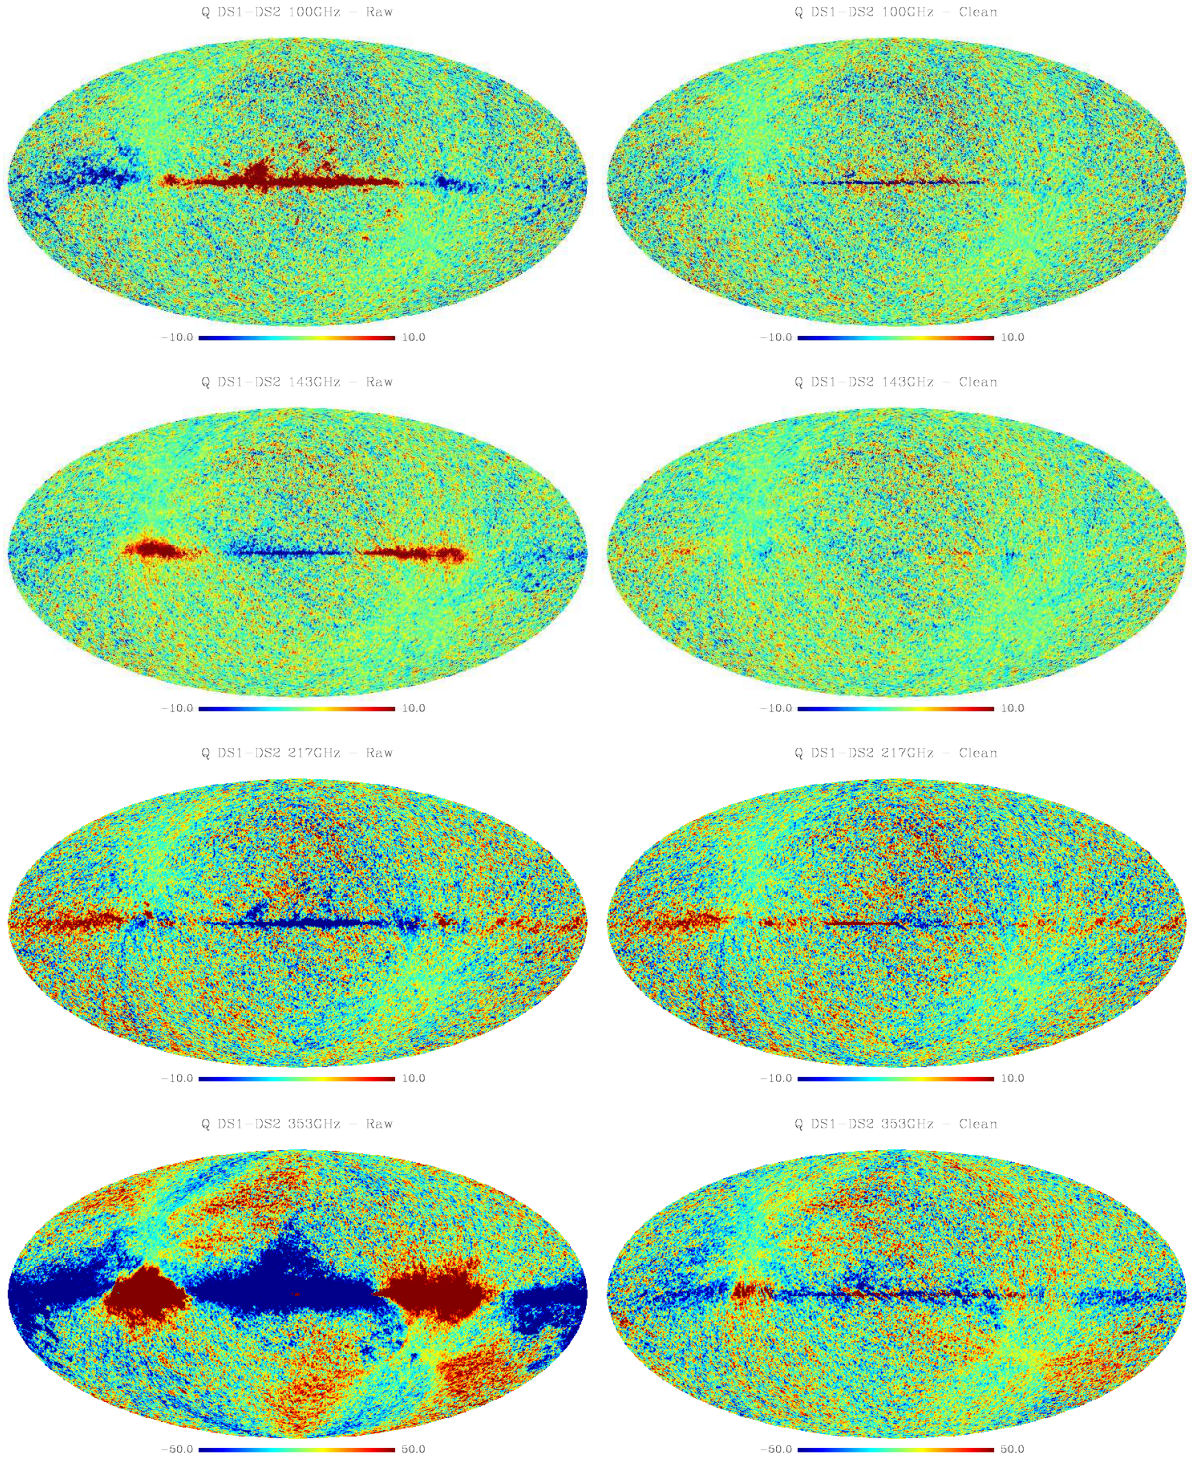 Q DS1-DS2 100GHz - Raw
Q DS1-DS2 100GHz - Clean
-10.0 10.0
-10.0 10.0
Q DS1-DS2 143GHz - Raw
Q DS1-DS2 143GHz - Clean
-10.0 10.0
-10.0 10.0
Q DS1-DS2 217GHz - Raw
Q DS1-DS2 217GHz - Clean
-10.0 10.0
-10.0 10.0
Q DS1-DS2 353GHz - Raw
Q DS1-DS2 353GHz - Clean
-50.0 50.0
-50.0 50.0